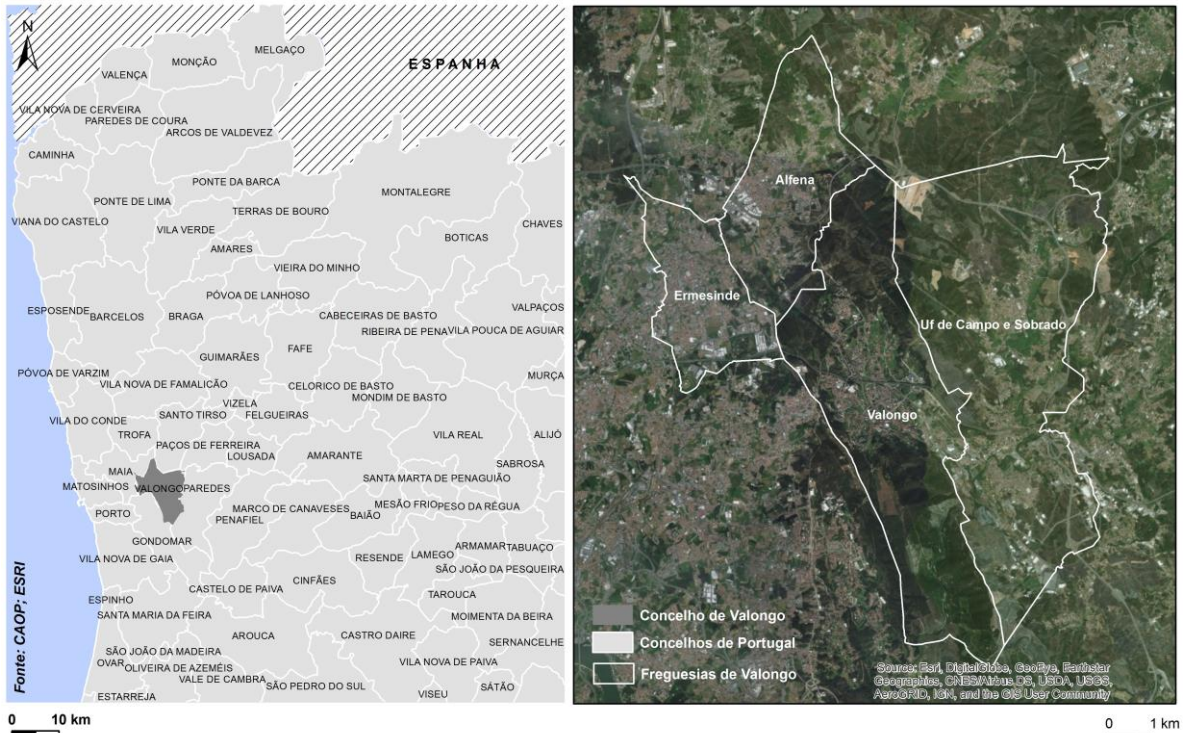 N
MELGAÇO
MONÇÃO
ESPANHA
VALENÇA
VILA NOVA DE CERVEIRA
PAREDES DE COURA
ARCOS DE VALDEVEZ
CAMINHA
PONTE DA BARCA
MONTALEGRE
PONTE DE LIMA
TERRAS DE BOURO
VIANA DO CASTELO
VILA VERDE
CHAVES
BOTICAS
AMARES
VIEIRA DO MINHO
PÓVOA DE LANHOSO
ESPOSENDE
BARCELOS
BRAGA
CABECEIRAS DE BASTO
VALPAÇOS
RIBEIRA DE PENA
VILA POUCA DE AGUIAR
FAFE
GUIMARÃES
PÓVOA DE VARZIM
MURÇA
VILA NOVA DE FAMALICÃO
CELORICO DE BASTO
MONDIM DE BASTO
VIZELA
SANTO TIRSO
FELGUEIRAS
VILA DO CONDE
TROFA
VILA REAL
ALIJÓ
PAÇOS DE FERREIRA
LOUSADA
AMARANTE
SABROSA
MAIA
MATOSINHOS
VALONGO
PAREDES
SANTA MARTA DE PENAGUIÃO
MESÃO FRIO
PESO DA RÉGUA
PORTO
MARCO DE CANAVESES
BAIÃO
PENAFIEL
GONDOMAR
ARMAMAR
TABUAÇO
VILA NOVA DE GAIA
RESENDE
LAMEGO
SÃO JOÃO DA PESQUEIRA
CINFÃES
CASTELO DE PAIVA
TAROUCA
ESPINHO
SANTA MARIA DA FEIRA
MOIMENTA DA BEIRA
AROUCA
CASTRO DAIRE
SERNANCELHE
SÃO JOÃO DA MADEIRA
OVAR
OLIVEIRA DE AZEMÉIS
VILA NOVA DE PAIVA
VALE DE CAMBRA
SÃO PEDRO DO SUL
SÁTÃO
ESTARREJA
VISEU
Fonte: CAOP; ESRI
0 10 km
Alfena
Ermesinde
Uf de Campo e Sobrado
Valongo
Concelho de Valongo
Concelhos de Portugal
Freguesias de Valongo
Source: Esri, DigitalGlobe, GeoEye, Earthstar
Geographics, CNES/Airbus DS, USDA, USGS,
AeroGRID, IGN, and the GIS User Community
0 1 km